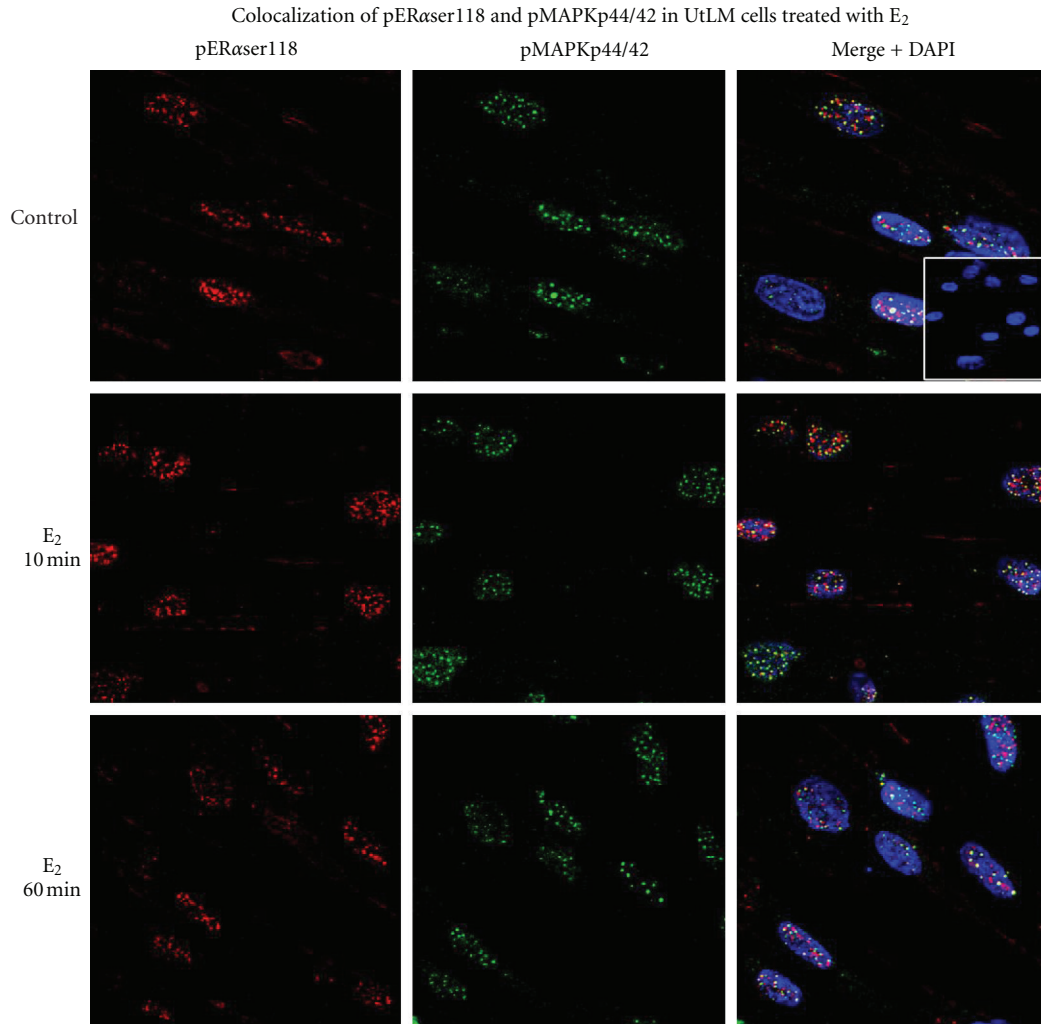 Colocalization of pERαser118 and pMAPKp44/42 in UtLM cells treated with E₂
pERαser118 pMAPKp44/42 Merge + DAPI
Control
E₂
10 min
E₂
60 min